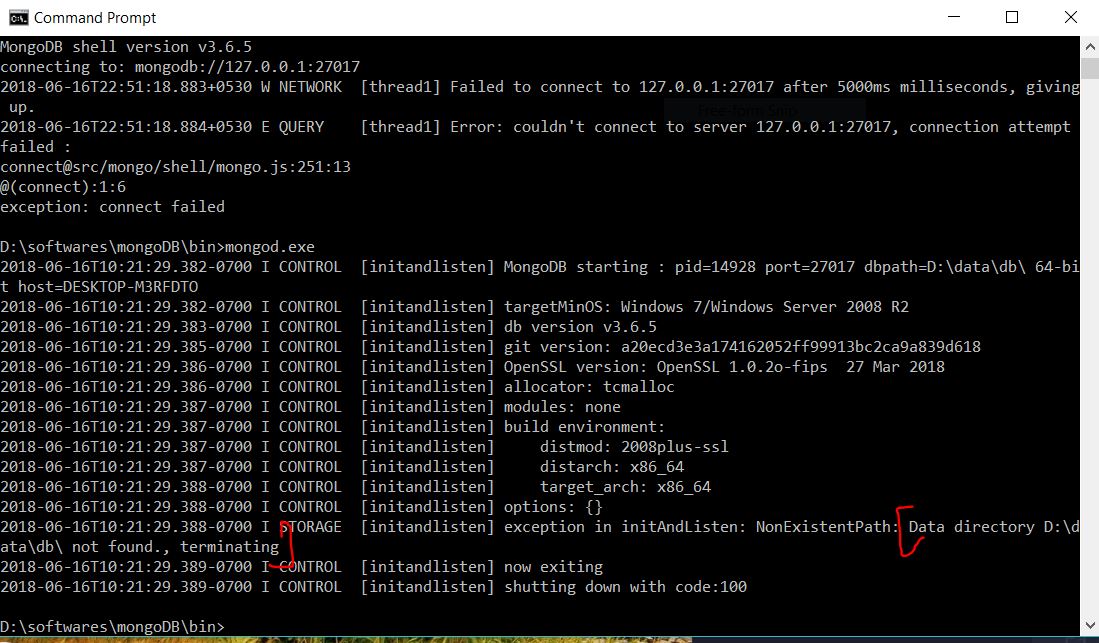 Command Prompt
MongoDB shell version v3.6.5
connecting to: mongodb://127.0.0.1:27017
2018-06-16T22:51:18.883+0530 W NETWORK  [thread1] Failed to connect to 127.0.0.1:27017 after 5000ms milliseconds, giving
 up.
2018-06-16T22:51:18.884+0530 E QUERY    [thread1] Error: couldn't connect to server 127.0.0.1:27017, connection attempt
failed :
connect@src/mongo/shell/mongo.js:251:13
@(connect):1:6
exception: connect failed
D:\softwares\mongoDB\bin>mongod.exe
2018-06-16T10:21:29.382-0700 I CONTROL  [initandlisten] MongoDB starting : pid=14928 port=27017 dbpath=D:\data\db\ 64-bi
t host=DESKTOP-M3RFDTO
2018-06-16T10:21:29.382-0700 I CONTROL  [initandlisten] targetMinOS: Windows 7/Windows Server 2008 R2
2018-06-16T10:21:29.383-0700 I CONTROL  [initandlisten] db version v3.6.5
2018-06-16T10:21:29.385-0700 I CONTROL  [initandlisten] git version: a20ecd3e3a174162052ff99913bc2ca9a839d618
2018-06-16T10:21:29.386-0700 I CONTROL  [initandlisten] OpenSSL version: OpenSSL 1.0.2o-fips  27 Mar 2018
2018-06-16T10:21:29.386-0700 I CONTROL  [initandlisten] allocator: tcmalloc
2018-06-16T10:21:29.387-0700 I CONTROL  [initandlisten] modules: none
2018-06-16T10:21:29.387-0700 I CONTROL  [initandlisten] build environment:
2018-06-16T10:21:29.387-0700 I CONTROL  [initandlisten]     distmod: 2008plus-ssl
2018-06-16T10:21:29.387-0700 I CONTROL  [initandlisten]     distarch: x86_64
2018-06-16T10:21:29.388-0700 I CONTROL  [initandlisten]     target_arch: x86_64
2018-06-16T10:21:29.388-0700 I CONTROL  [initandlisten] options: {}
2018-06-16T10:21:29.388-0700 I STORAGE  [initandlisten] exception in initAndListen: NonExistentPath: Data directory D:\d
ata\db\ not found., terminating
2018-06-16T10:21:29.389-0700 I CONTROL  [initandlisten] now exiting
2018-06-16T10:21:29.389-0700 I CONTROL  [initandlisten] shutting down with code:100
D:\softwares\mongoDB\bin>